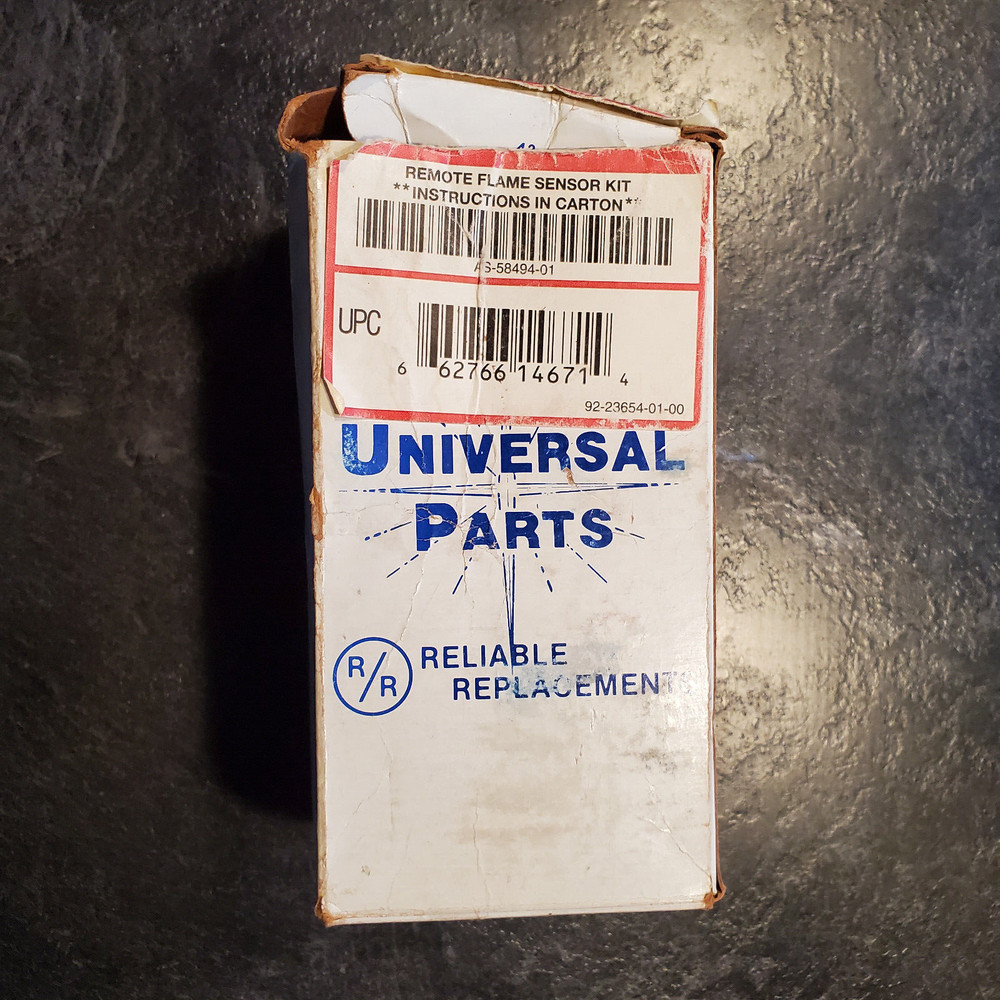 REMOTE FLAME SENSOR KIT
**INSTRUCTIONS IN CARTON**
AS-58494-01
UPC
6 62766 14671 4
92-23654-01-00
UNIVERSAL
PARTS
R/R RELIABLE
REPLACEMENTS